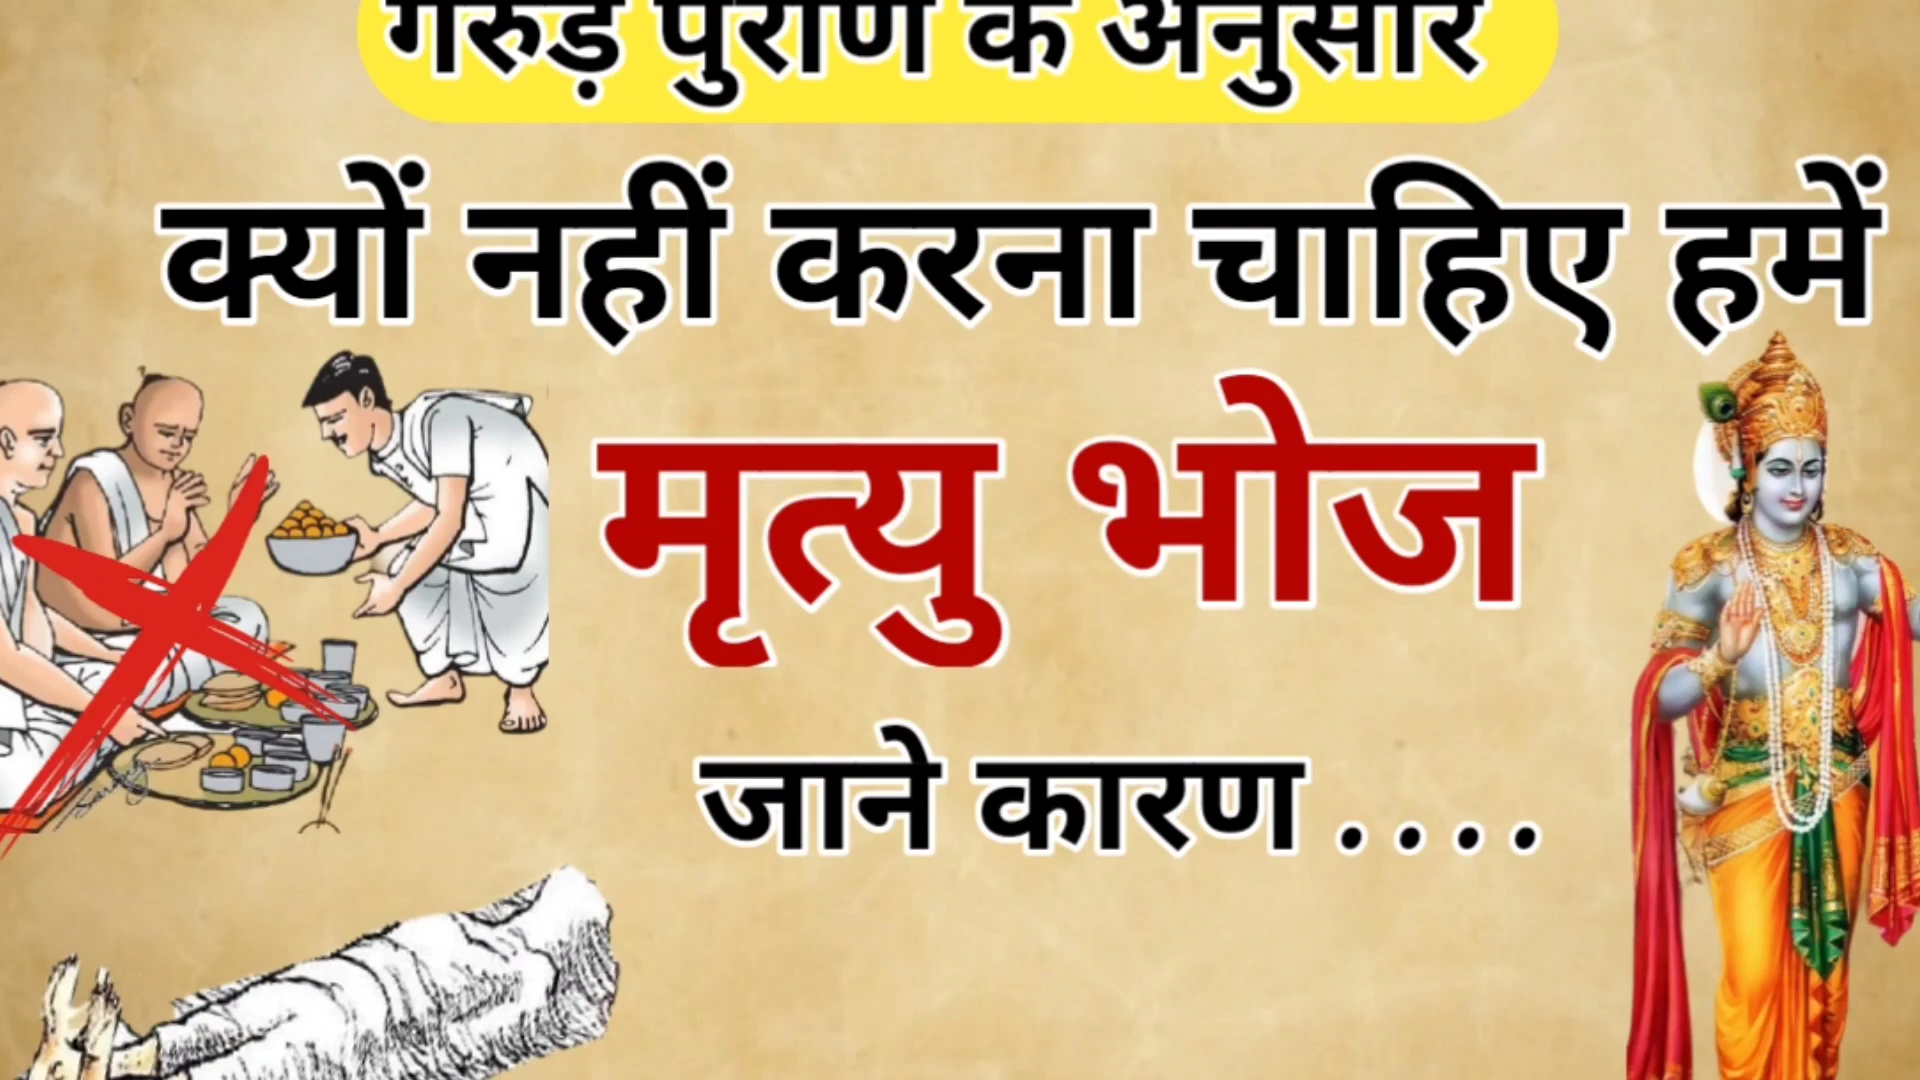 गरुड़ पुराण के अनुसार
क्यों नहीं करना चाहिए हमें
मृत्यु भोज
जाने कारण ....